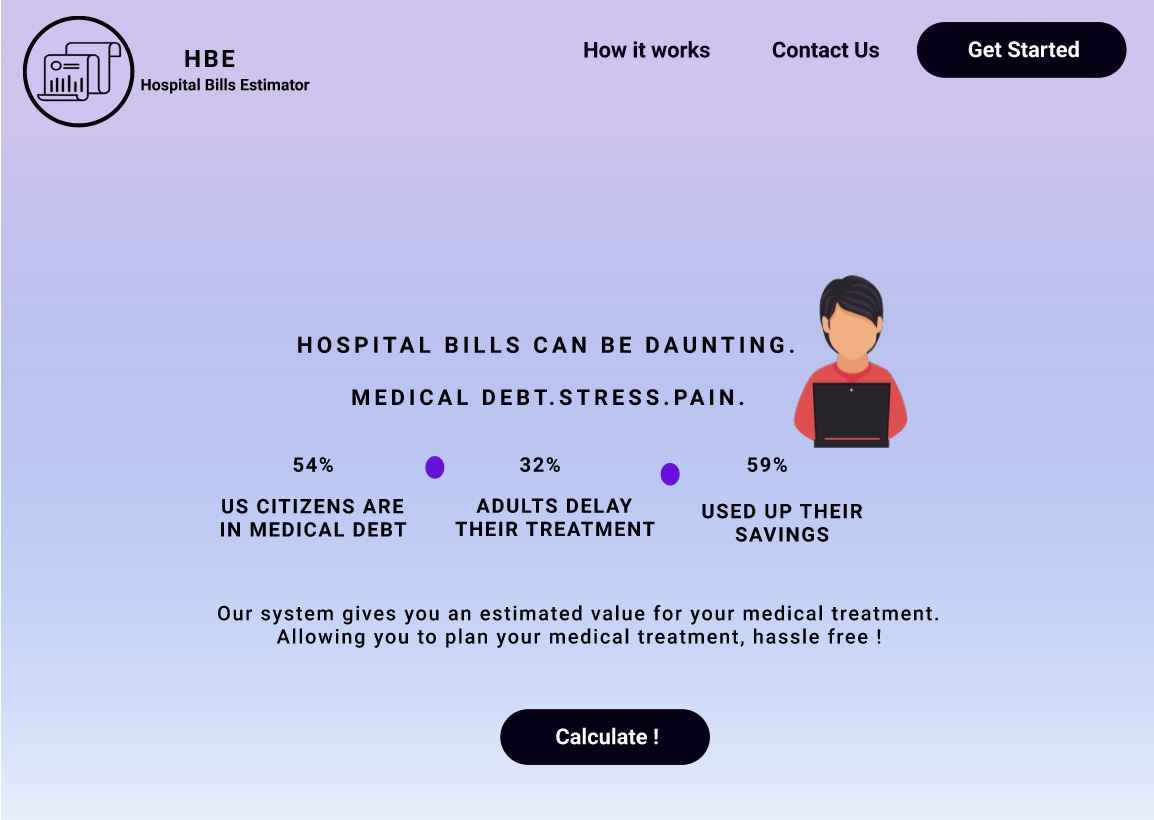 HBE
Hospital Bills Estimator
How it works
Contact Us
Get Started
HOSPITAL BILLS CAN BE DAUNTING.
MEDICAL DEBT.STRESS.PAIN.
54%
US CITIZENS ARE
IN MEDICAL DEBT
32%
ADULTS DELAY
THEIR TREATMENT
59%
USED UP THEIR
SAVINGS
Our system gives you an estimated value for your medical treatment.
Allowing you to plan your medical treatment, hassle free !
Calculate !